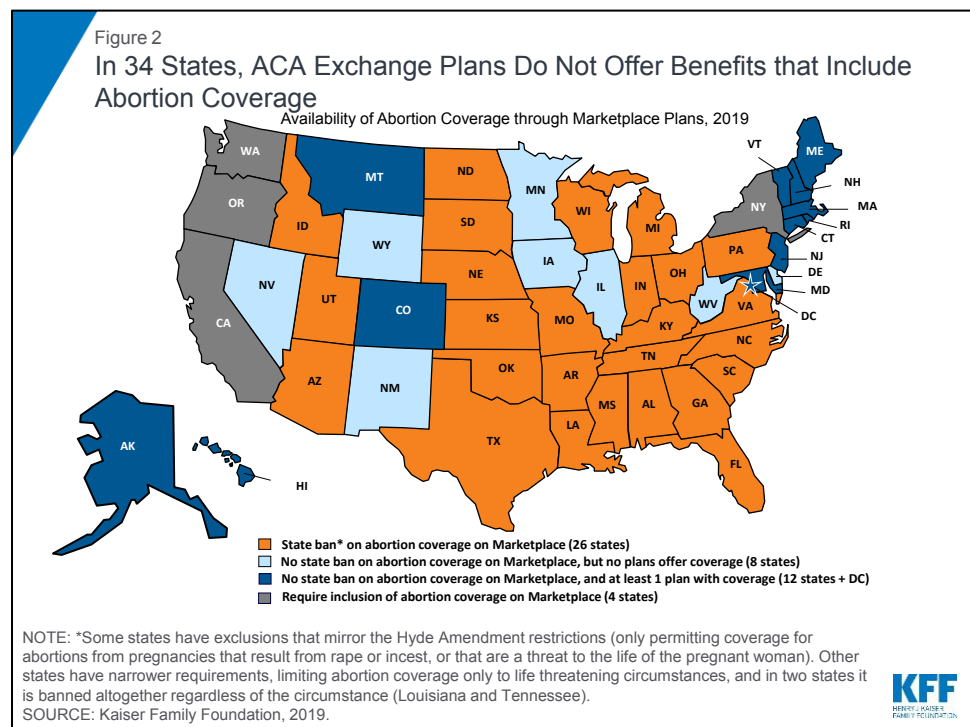 Figure 2
In 34 States, ACA Exchange Plans Do Not Offer Benefits that Include
Abortion Coverage
Availability of Abortion Coverage through Marketplace Plans, 2019
WA
OR
CA
NV
ID
MT
WY
UT
CO
AZ
NM
ND
SD
NE
KS
OK
TX
MN
IA
MO
AR
LA
WI
IL
MI
IN
OH
KY
TN
MS
AL
GA
FL
SC
NC
VA
WV
PA
NY
VT
ME
NH
MA
RI
CT
NJ
DE
MD
DC
AK
HI
State ban* on abortion coverage on Marketplace (26 states)
No state ban on abortion coverage on Marketplace, but no plans offer coverage (8 states)
No state ban on abortion coverage on Marketplace, and at least 1 plan with coverage (12 states + DC)
Require inclusion of abortion coverage on Marketplace (4 states)
NOTE: *Some states have exclusions that mirror the Hyde Amendment restrictions (only permitting coverage for
abortions from pregnancies that result from rape or incest, or that are a threat to the life of the pregnant woman). Other
states have narrower requirements, limiting abortion coverage only to life threatening circumstances, and in two states it
is banned altogether regardless of the circumstance (Louisiana and Tennessee).
SOURCE: Kaiser Family Foundation, 2019.
KFF
HENRY J KAISER
FAMILY FOUNDATION